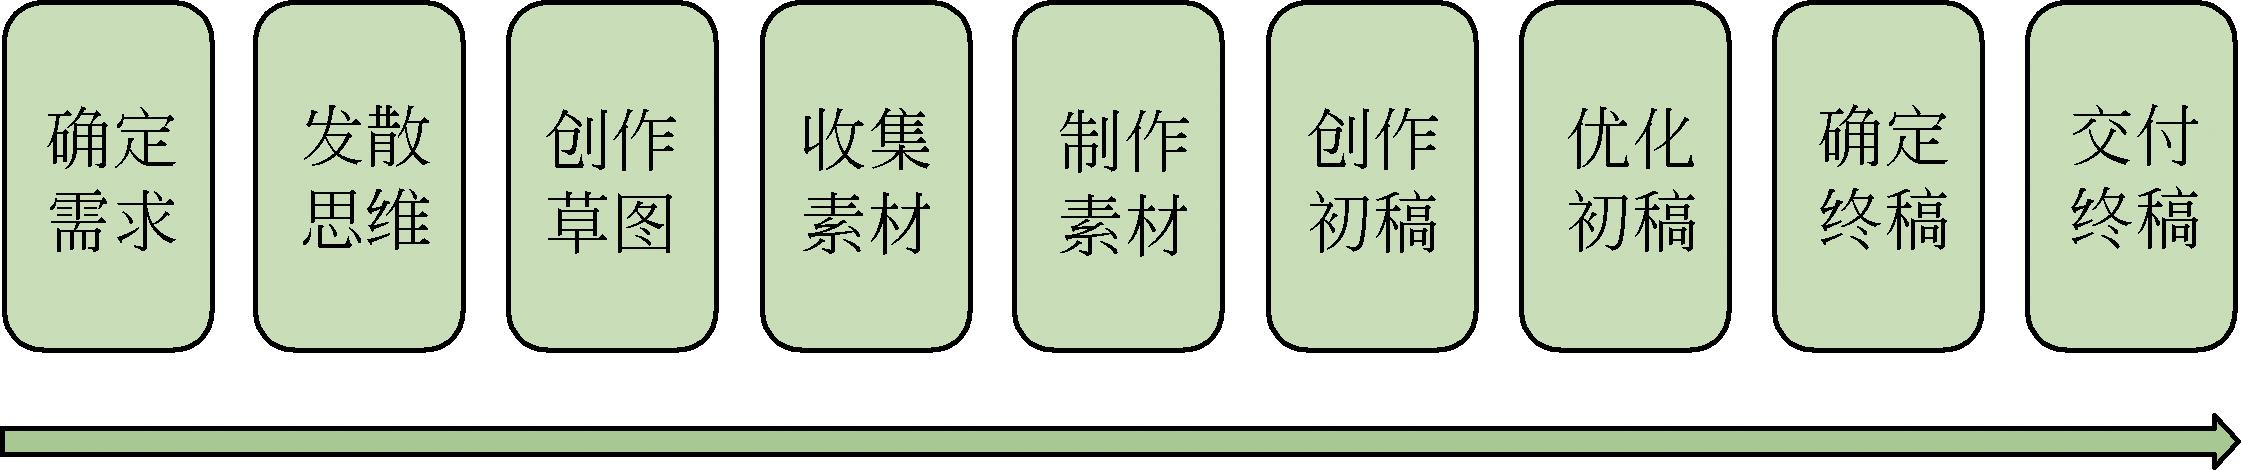 确定
需求
发散
思维
创作
草图
收集
素材
制作
素材
创作
初稿
优化
初稿
确定
终稿
交付
终稿